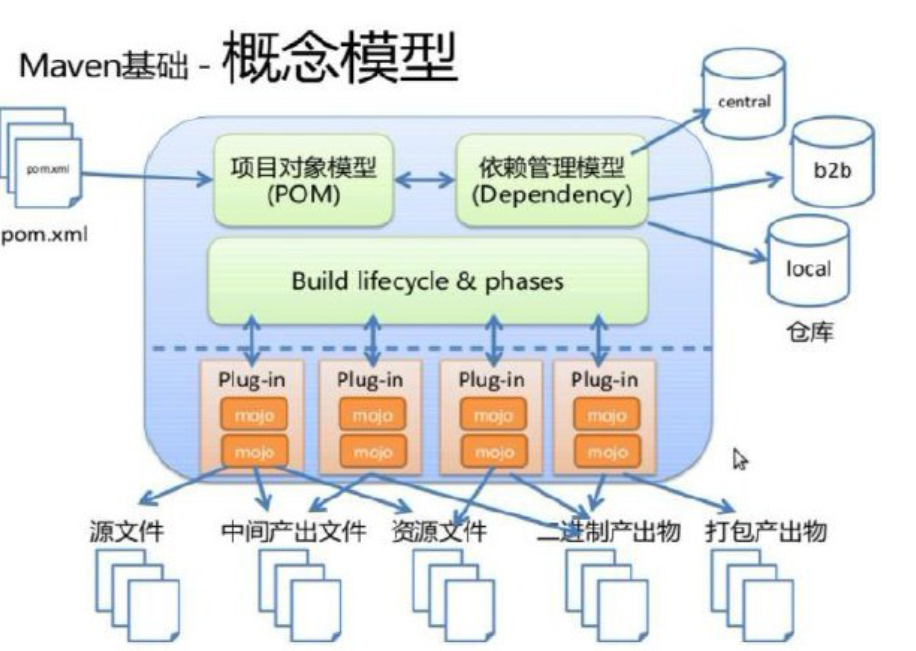 Maven基础 - 概念模型
central
pom.xml
项目对象模型
(POM)
依赖管理模型
(Dependency)
b2b
pom.xml
Build lifecycle & phases
local
仓库
Plug-in
Plug-in
Plug-in
Plug-in
mojo
mojo
mojo
mojo
mojo
mojo
mojo
mojo
源文件
中间产出文件
资源文件
二进制产出物
打包产出物